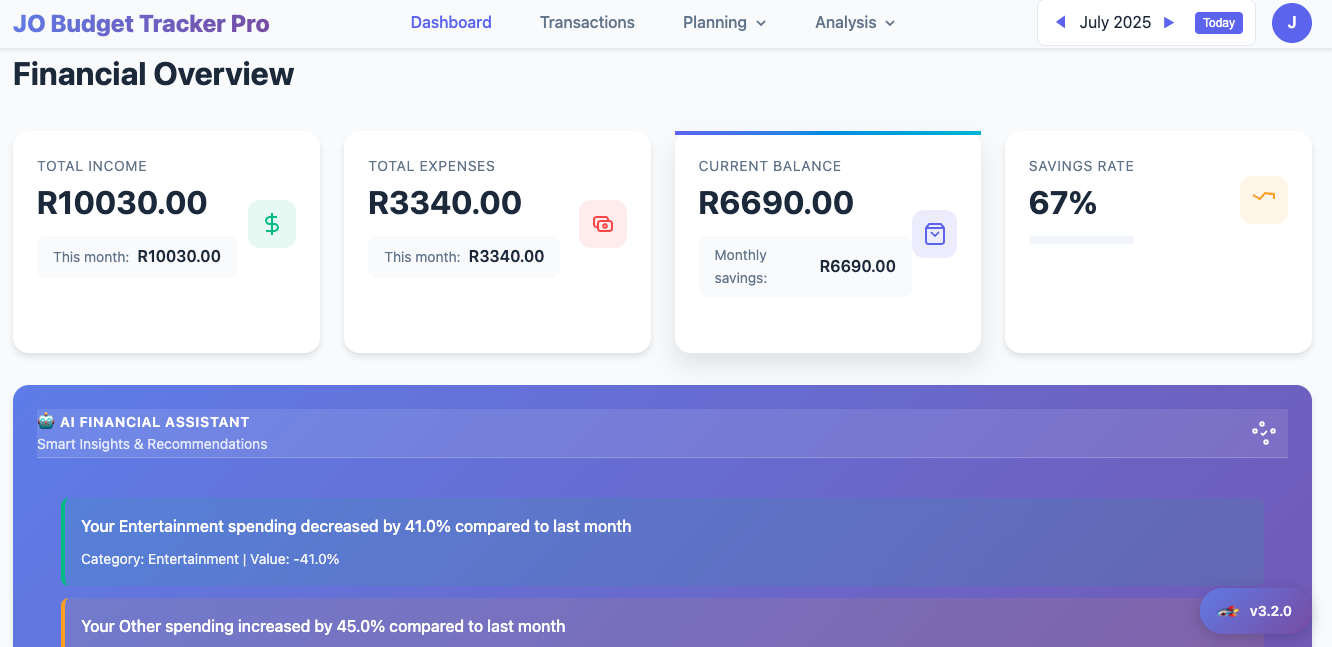 JO Budget Tracker Pro
Dashboard
Transactions
Planning
Analysis
July 2025
Today
J
Financial Overview
TOTAL INCOME
R10030.00
This month: R10030.00
TOTAL EXPENSES
R3340.00
This month: R3340.00
CURRENT BALANCE
R6690.00
Monthly
savings:
R6690.00
SAVINGS RATE
67%
AI FINANCIAL ASSISTANT
Smart Insights & Recommendations
Your Entertainment spending decreased by 41.0% compared to last month
Category: Entertainment | Value: -41.0%
Your Other spending increased by 45.0% compared to last month
v3.2.0